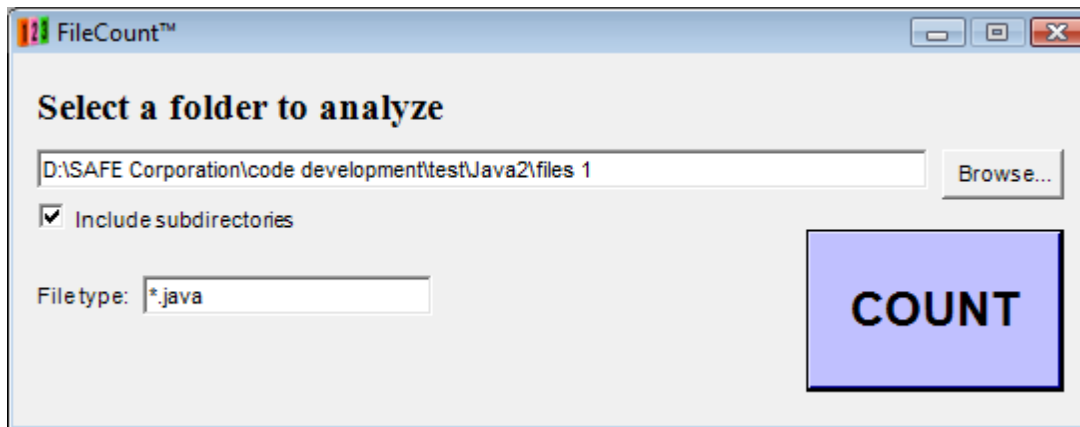 123 FileCount™
Select a folder to analyze
D:\SAFE Corporation\code development\test\Java2\files 1
Browse...
Include subdirectories
File type: *.java
COUNT